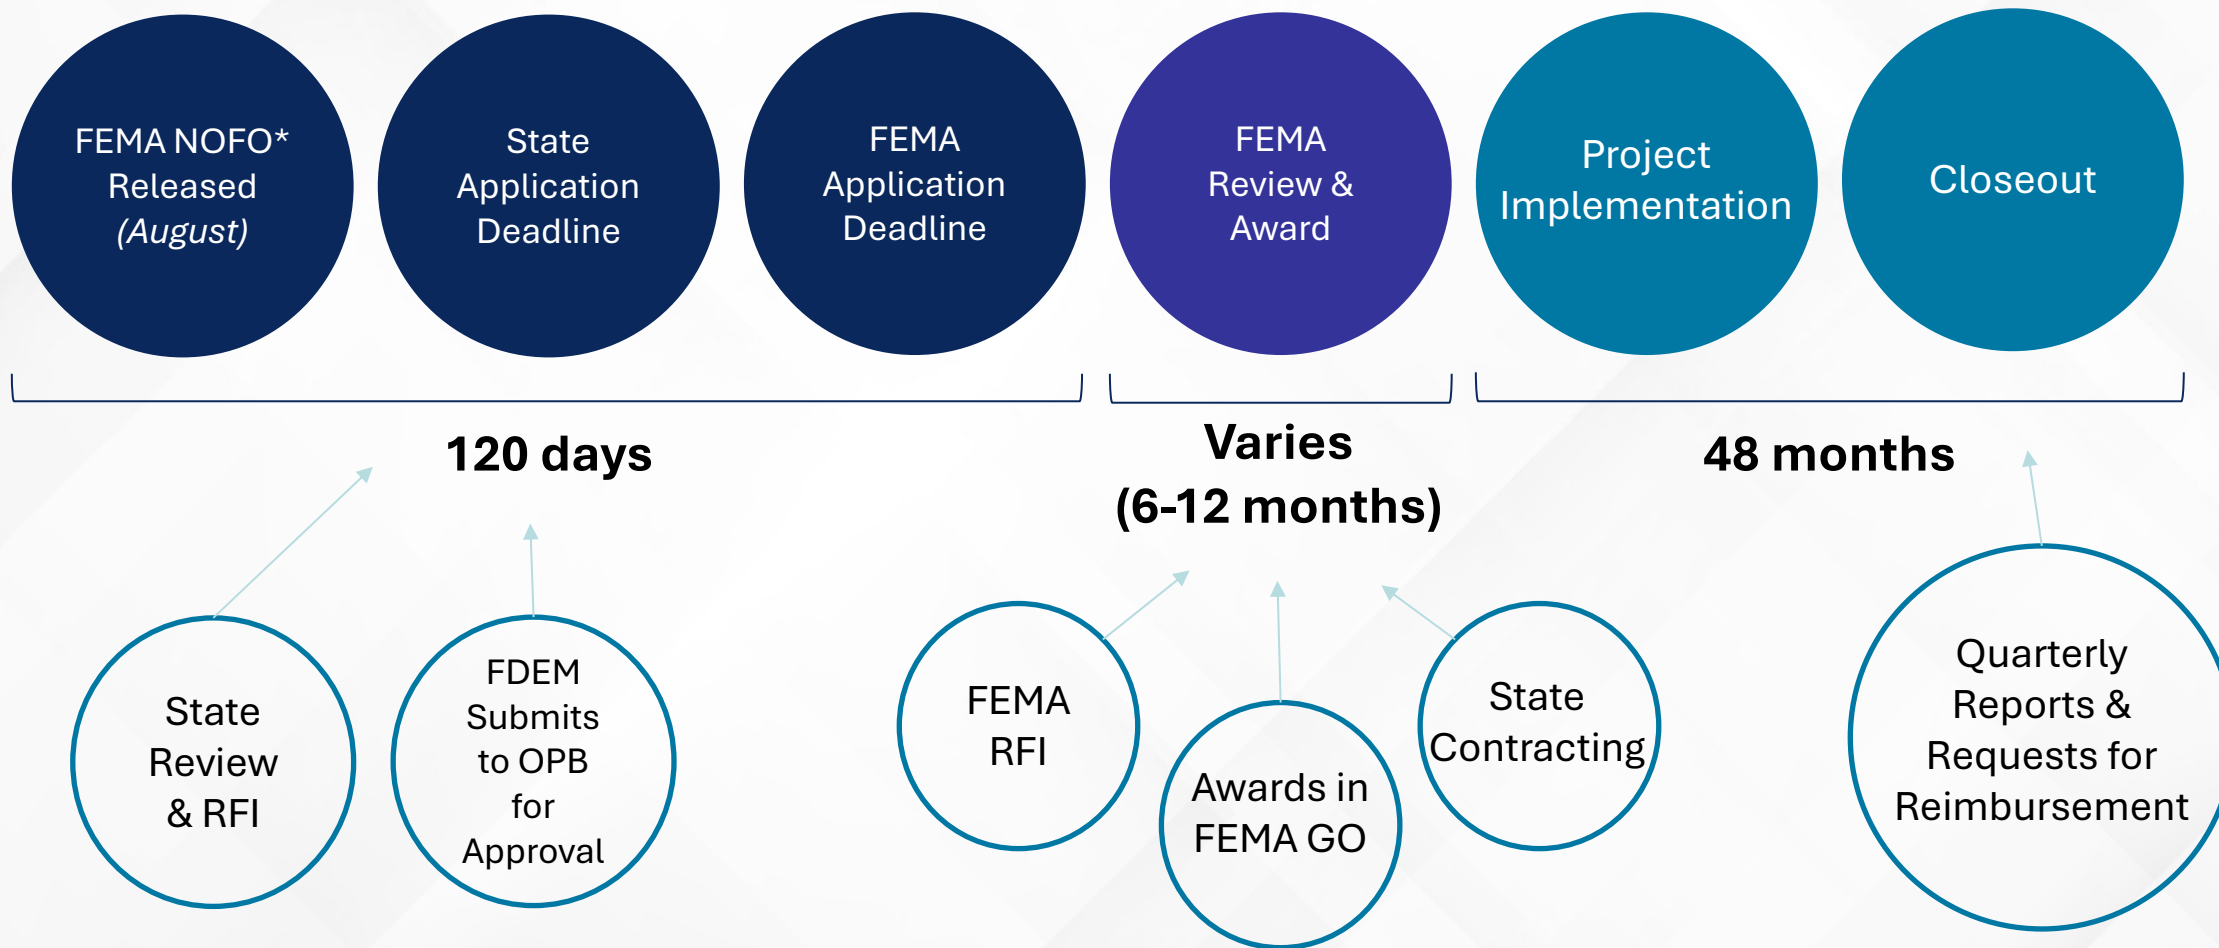 FEMA NOFO*
Released
(August)
State
Application
Deadline
FEMA
Application
Deadline
FEMA
Review &
Award
Project
Implementation
Closeout
120 days
Varies
(6-12 months)
48 months
State
Review
& RFI
FDEM
Submits
to OPB
for
Approval
FEMA
RFI
Awards in
FEMA GO
State
Contracting
Quarterly
Reports &
Requests for
Reimbursement